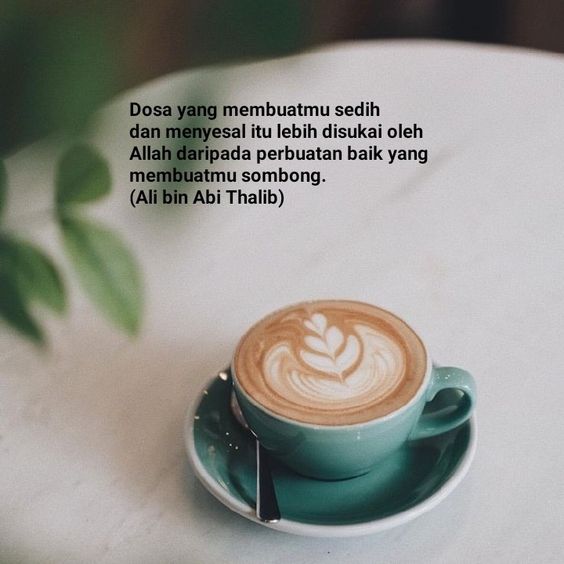 Dosa yang membuatmu sedih
dan menyesal itu lebih disukai oleh
Allah daripada perbuatan baik yang
membuatmu sombong.
(Ali bin Abi Thalib)